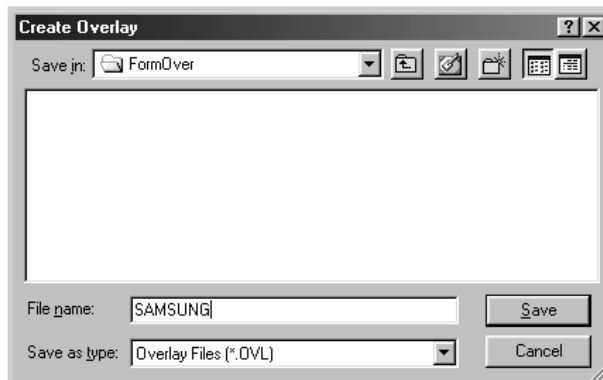 Create Overlay
Save in: FormOver
File name: SAMSUNG
Save
Save as type: Overlay Files (*.OVL)
Cancel